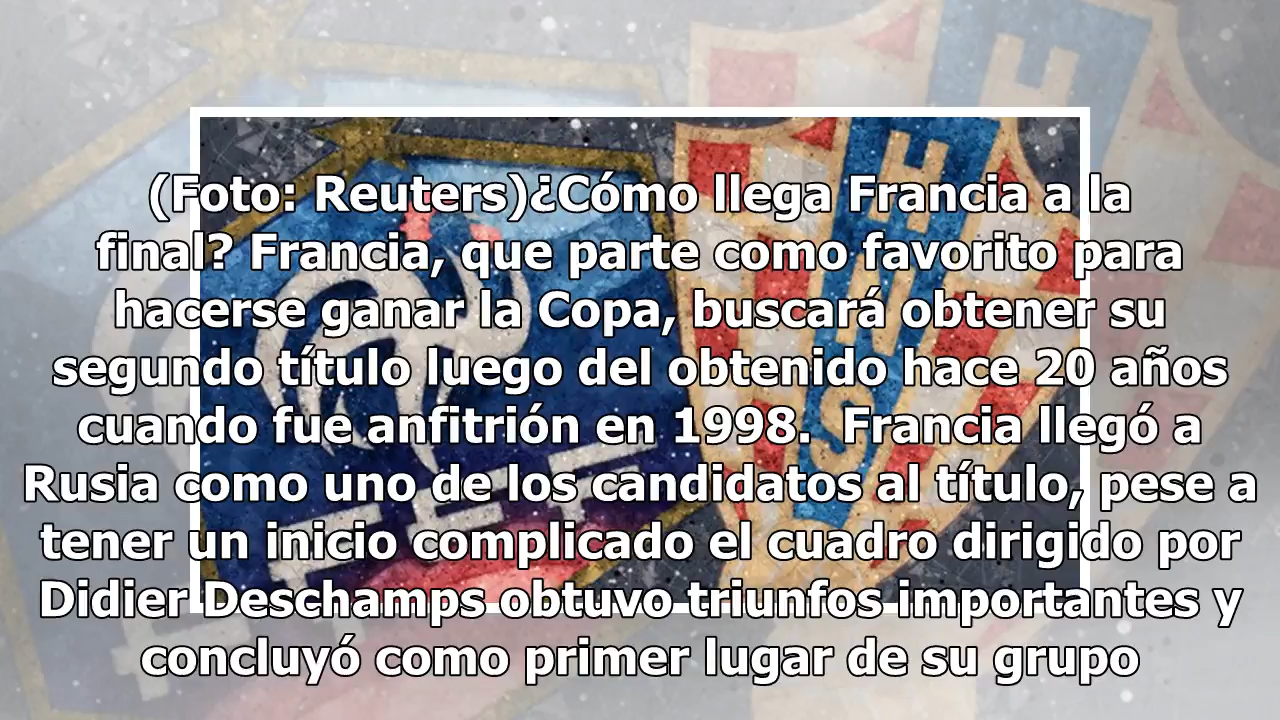 (Foto: Reuters)¿Cómo llega Francia a la
final? Francia, que parte como favorito para
hacerse ganar la Copa, buscará obtener su
segundo título luego del obtenido hace 20 años
cuando fue anfitrión en 1998.  Francia llegó a
Rusia como uno de los candidatos al título, pese a
tener un inicio complicado el cuadro dirigido por
Didier Deschamps obtuvo triunfos importantes y
concluyó como primer lugar de su grupo
FFF